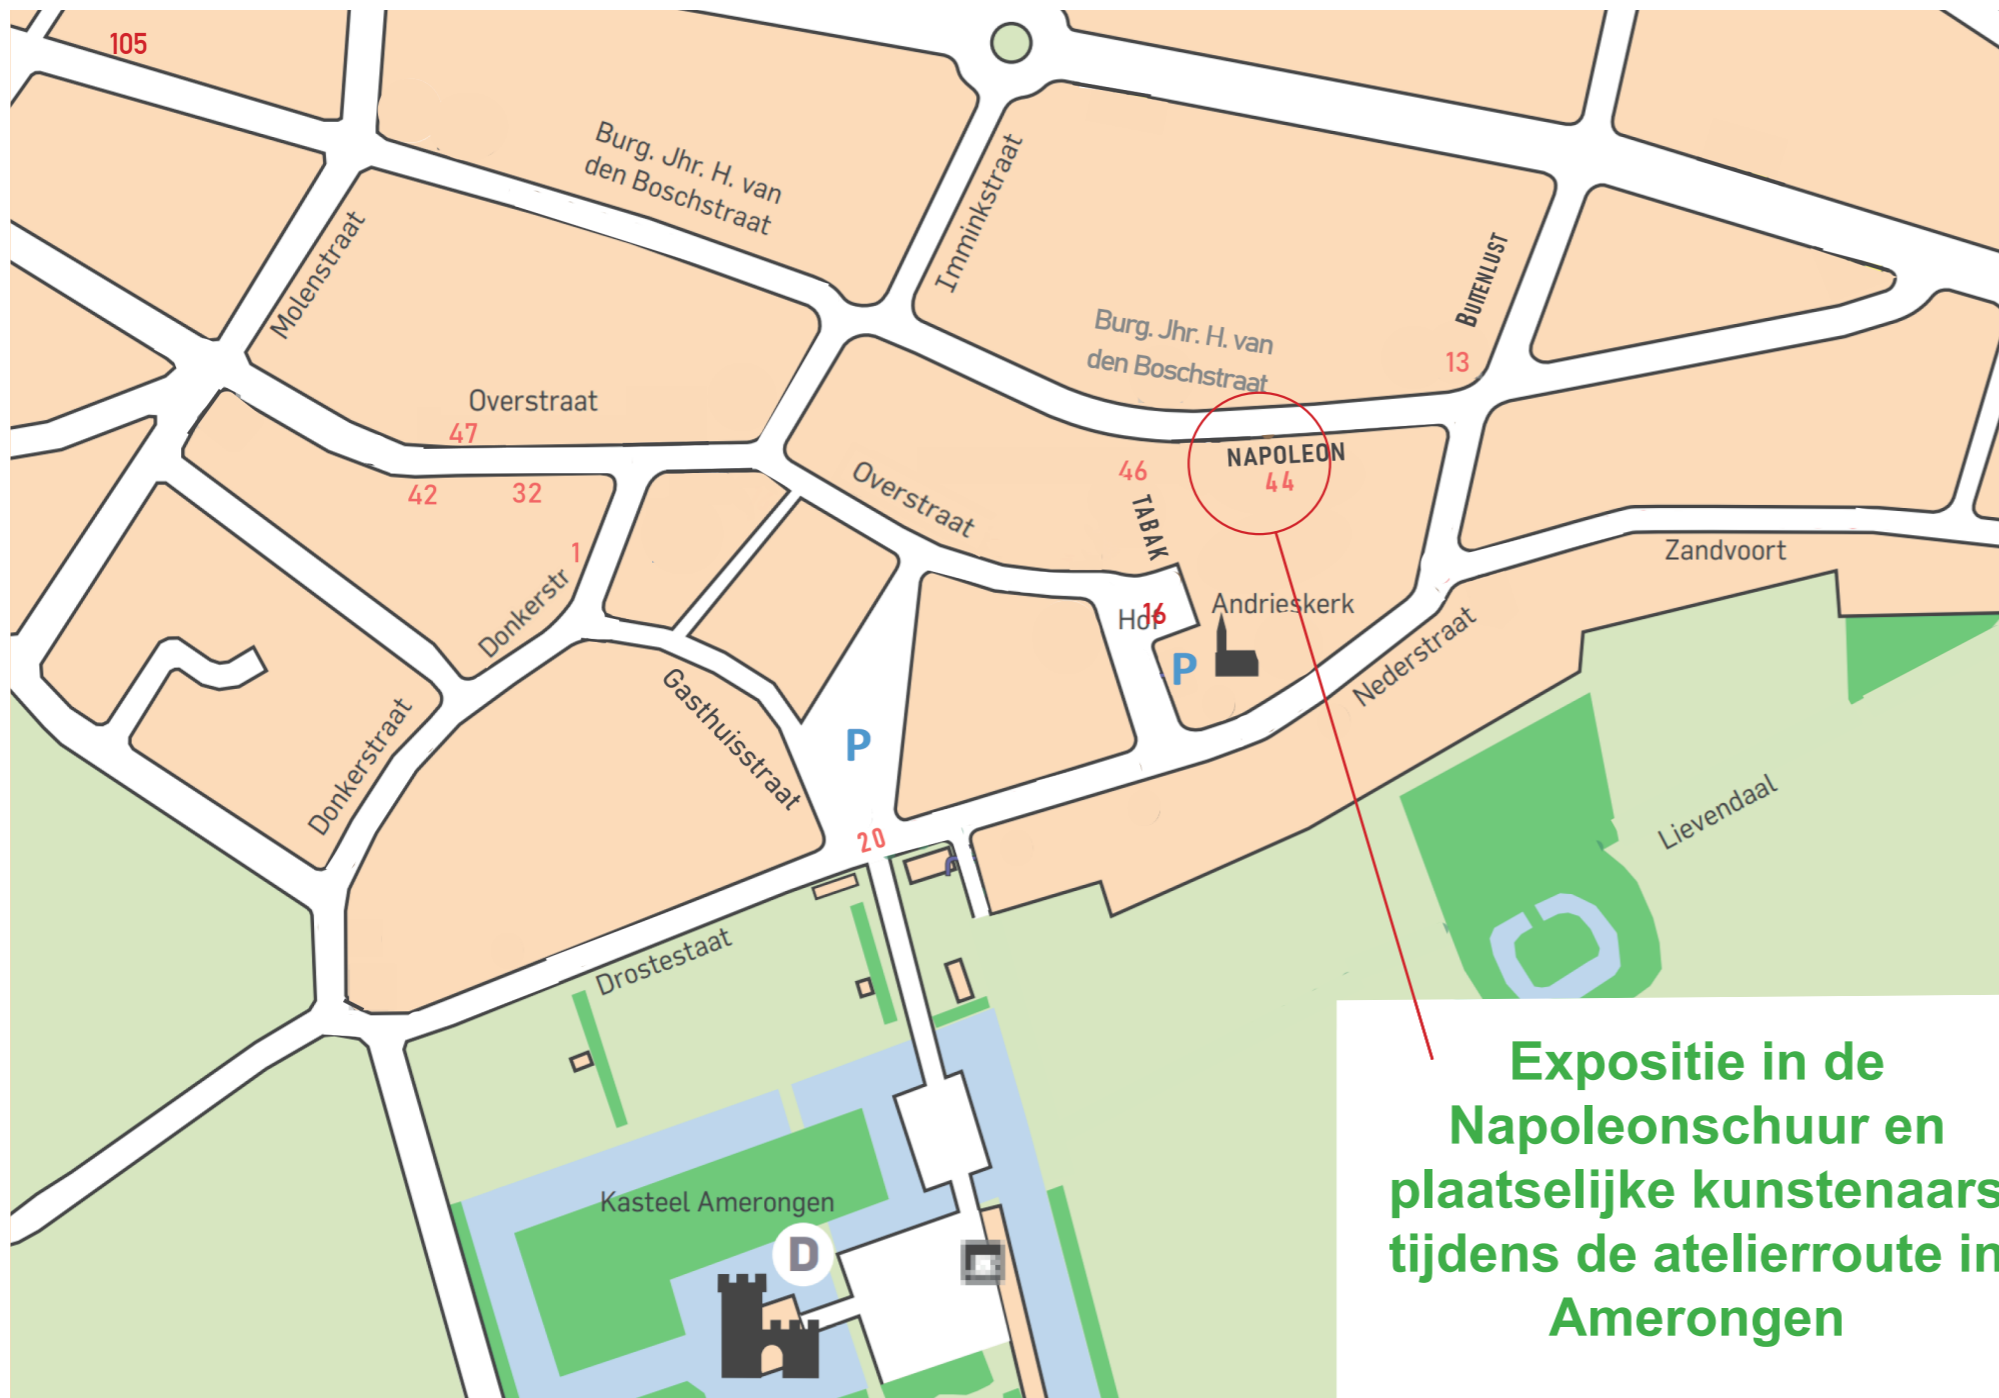 105
Burg. Jhr. H. van
den Boschstraat
Imminkstraat
Molenstraat
BUITENLUST
Burg. Jhr. H. van
den Boschstraat
13
Overstraat
47
42
32
1
Overstraat
46
NAPOLEON
44
TABAK
Zandvoort
Donkerstr
Hof
16
Andrieskerk
P
Nederstraat
Gasthuisstraat
Donkerstraat
P
20
Lievendaal
Drostestaat
Kasteel Amerongen
D
Expositie in de
Napoleonschuur en
plaatselijke kunstenaars
tijdens de atelierroute in
Amerongen